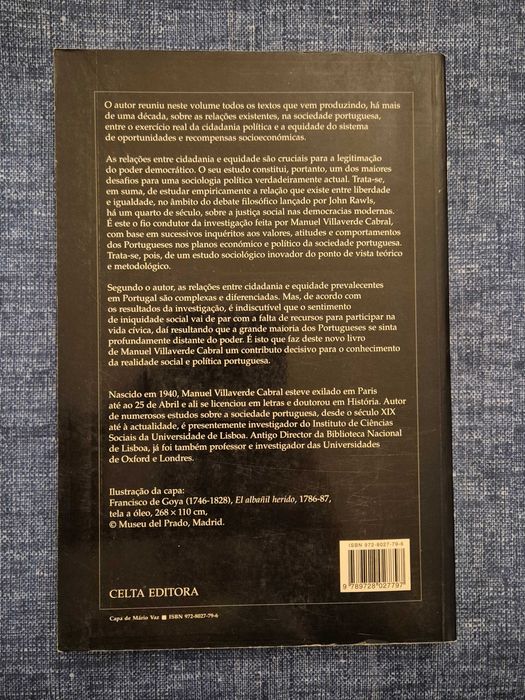 O autor reuniu neste volume todos os textos que vem produzindo, há mais
de uma década, sobre as relações existentes, na sociedade portuguesa,
entre o exercício real da cidadania política e a equidade do sistema
de oportunidades e recompensas socioeconómicas.
As relações entre cidadania e equidade são cruciais para a legitimação
do poder democrático. O seu estudo constitui, portanto, um dos maiores
desafios para uma sociologia política verdadeiramente actual. Trata-se,
em suma, de estudar empiricamente a relação que existe entre liberdade
e igualdade, no âmbito do debate filosófico lançado por John Rawls,
há um quarto de século, sobre a justiça social nas democracias modernas.
É este o fio condutor da investigação feita por Manuel Villaverde Cabral,
com base em sucessivos inquéritos aos valores, atitudes e comportamentos
dos Portugueses nos planos económico e político da sociedade portuguesa.
Trata-se, pois, de um estudo sociológico inovador do ponto de vista teórico
e metodológico.
Segundo o autor, as relações entre cidadania e equidade prevalecentes
em Portugal são complexas e diferenciadas. Mas, de acordo com
os resultados da investigação, é indiscutível que o sentimento
de iniquidade social vai de par com a falta de recursos para participar na
vida cívica, daí resultando que a grande maioria dos Portugueses se sinta
profundamente distante do poder. É isto que faz deste novo livro
de Manuel Villaverde Cabral um contributo decisivo para o conhecimento
da realidade social e política portuguesa.
Nascido em 1940, Manuel Villaverde Cabral esteve exilado em Paris
até ao 25 de Abril e ali se licenciou em letras e doutorou em História. Autor
de numerosos estudos sobre a sociedade portuguesa, desde o século XIX
até à actualidade, é presentemente investigador do Instituto de Ciências
Sociais da Universidade de Lisboa. Antigo Director da Biblioteca Nacional
de Lisboa, já foi também professor e investigador das Universidades
de Oxford e Londres.
Ilustração da capa:
Francisco de Goya (1746-1828), El albañil herido, 1786-87,
tela a óleo, 268 × 110 cm,
© Museu del Prado, Madrid.
ISBN 972-8027-79-6
9 789728 027797
CELTA EDITORA
Capa de Mário Vaz ■ ISBN 972-8027-79-6